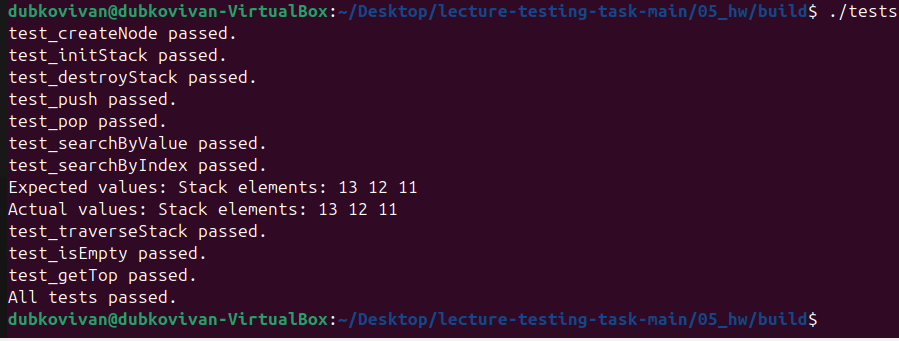 dubkovivan@dubkovivan-VirtualBox:~/Desktop/lecture-testing-task-main/05_hw/build$ ./tests
test_createNode passed.
test_initStack passed.
test_destroyStack passed.
test_push passed.
test_pop passed.
test_searchByValue passed.
test_searchByIndex passed.
Expected values: Stack elements: 13 12 11
Actual values: Stack elements: 13 12 11
test_traverseStack passed.
test_isEmpty passed.
test_getTop passed.
All tests passed.
dubkovivan@dubkovivan-VirtualBox:~/Desktop/lecture-testing-task-main/05_hw/build$